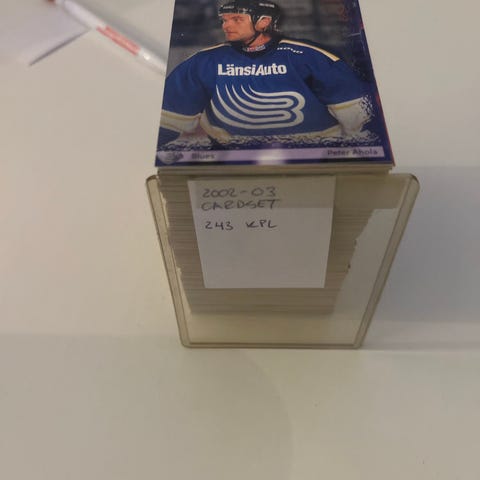 LänsiAuto
Blues
Peter Ahola
2002-03
CARDSET
243 KPL